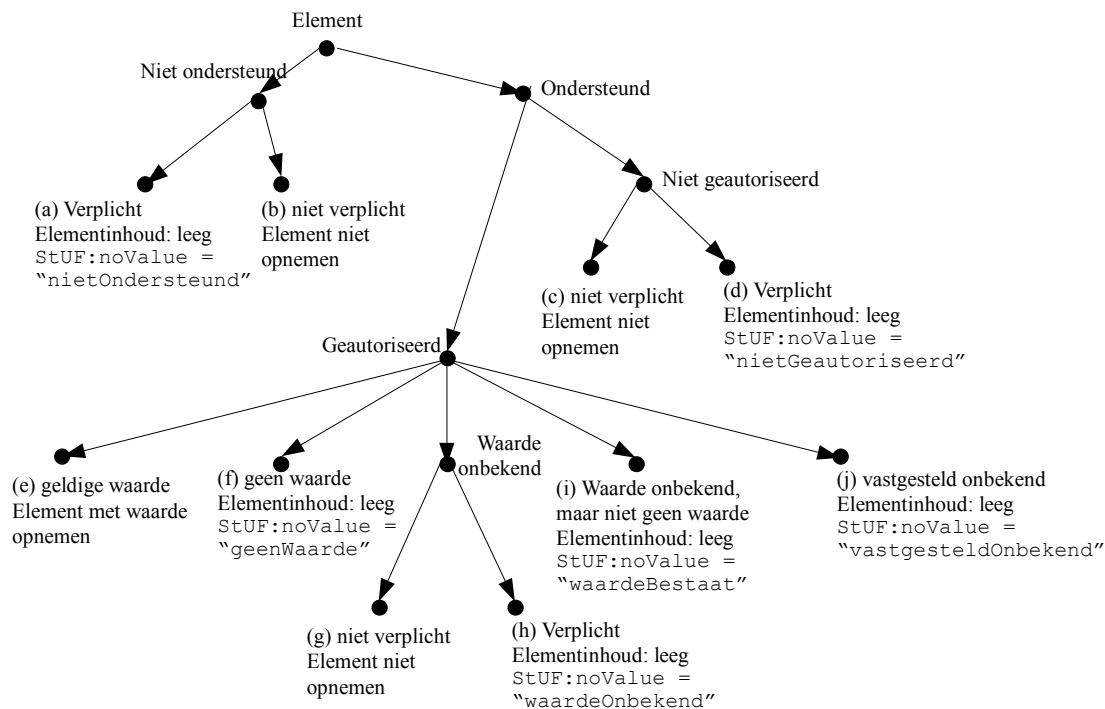 Element
Niet ondersteund
Ondersteund
Niet geautoriseerd
(a) Verplicht
Elementinhoud: leeg
StUF:noValue =
“nietOndersteund”
(b) niet verplicht
Element niet
opnemen
(c) niet verplicht
Element niet
opnemen
(d) Verplicht
Elementinhoud: leeg
StUF:noValue =
“nietGeautoriseerd”
Geautoriseerd
(e) geldige waarde
Element met waarde
opnemen
(f) geen waarde
Elementinhoud: leeg
StUF:noValue =
“geenWaarde”
Waarde
onbekend
(i) Waarde onbekend,
maar niet geen waarde
Elementinhoud: leeg
StUF:noValue =
“waardeBestaat”
(j) vastgesteld onbekend
Elementinhoud: leeg
StUF:noValue =
“vastgesteldOnbekend”
(g) niet verplicht
Element niet
opnemen
(h) Verplicht
Elementinhoud: leeg
StUF:noValue =
“waardeOnbekend”